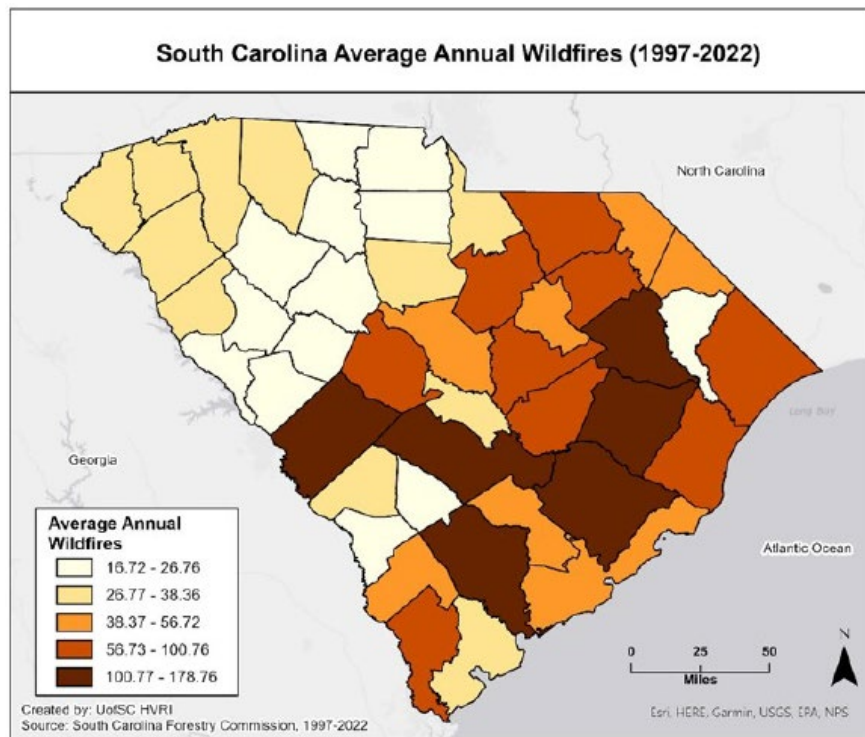 South Carolina Average Annual Wildfires (1997-2022)
North Carolina
Long Bay
Georgia
Atlantic Ocean
Average Annual
Wildfires
16.72 - 26.76
26.77 - 38.36
38.37 - 56.72
56.73 - 100.76
100.77 - 178.76
N
0 25 50
Miles
Created by: UofSC HVRI
Source: South Carolina Forestry Commission, 1997-2022
Esri, HERE, Garmin, USGS, EPA, NPS